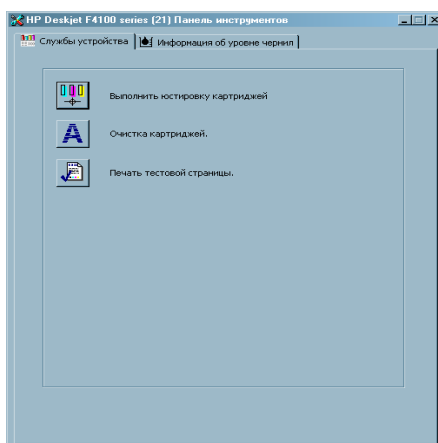 HP Deskjet F4100 series (21) Панель инструментов
Службы устройства Информация об уровне чернил
Выполнить юстировку картриджей
Очистка картриджей.
Печать тестовой страницы.